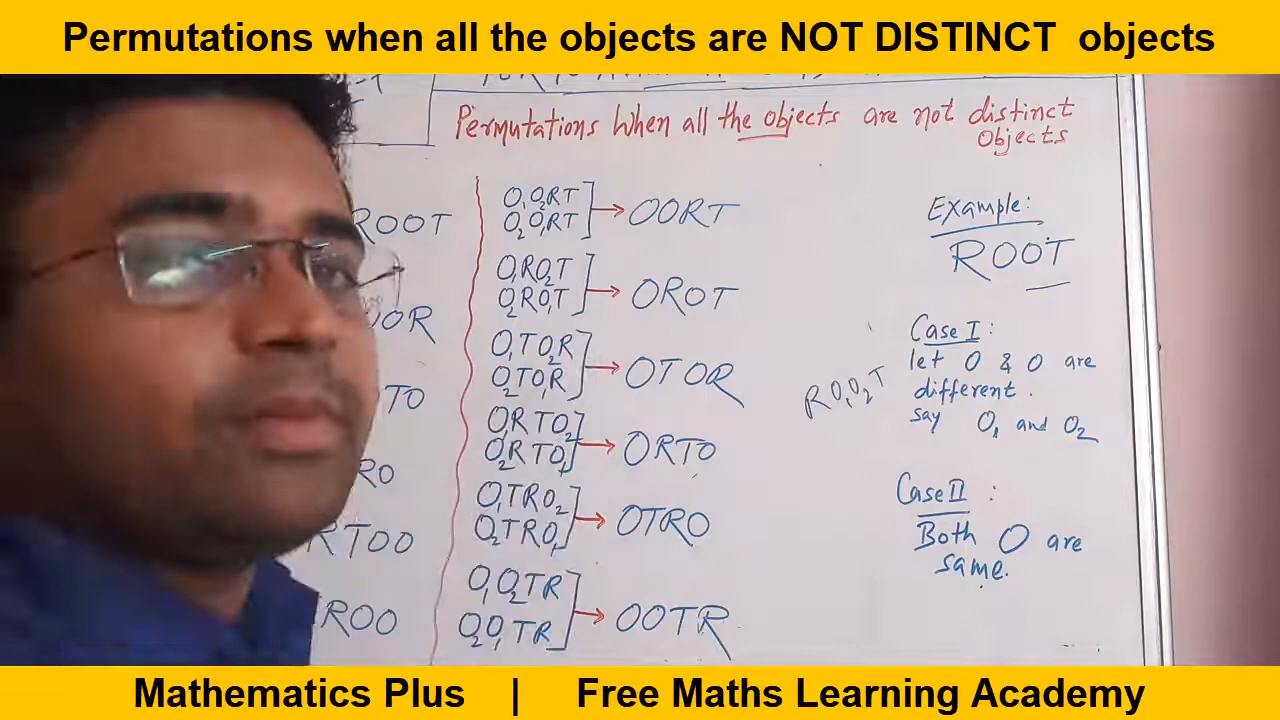 Permutations when all the objects are NOT DISTINCT objects
Permutations When all the objects are not distinct
Objects
ROOT
OR
TO
RO
RTOO
ROO
O₁O₂RT
O₂O₁RT
OORT
O₁RO₂T
O₂RO₁T
OROT
O₁TO₂R
O₂TO₁R
OTOR
O₁RTO₂
O₂RTO₁
ORTO
O₁TRO₂
O₂TRO₁
OTRO
O₁O₂TR
O₂O₁TR
OOTR
Example:
ROOT
Case I:
let O & O are
different.
say O₁ and O₂
RO₁O₂T
Case II :
Both O are
same.
Mathematics Plus | Free Maths Learning Academy